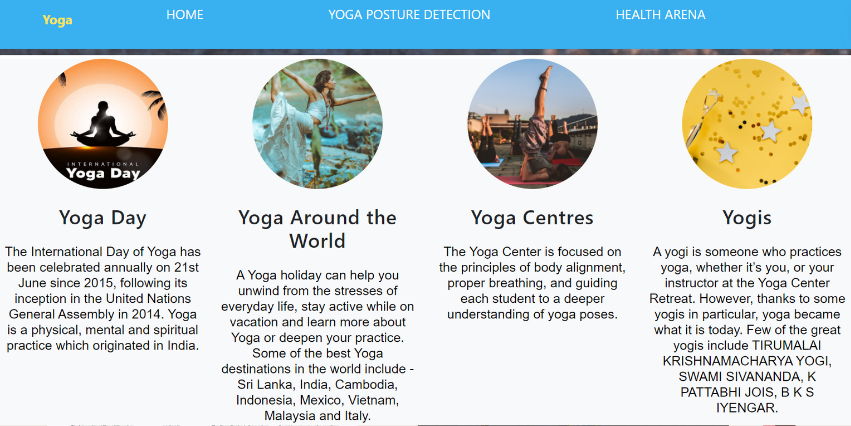 Yoga
HOME
YOGA POSTURE DETECTION
HEALTH ARENA
INTERNATIONAL
Yoga Day
Yoga Day
The International Day of Yoga has
been celebrated annually on 21st
June since 2015, following its
inception in the United Nations
General Assembly in 2014. Yoga
is a physical, mental and spiritual
practice which originated in India.
Yoga Around the
World
A Yoga holiday can help you
unwind from the stresses of
everyday life, stay active while on
vacation and learn more about
Yoga or deepen your practice.
Some of the best Yoga
destinations in the world include -
Sri Lanka, India, Cambodia,
Indonesia, Mexico, Vietnam,
Malaysia and Italy.
Yoga Centres
The Yoga Center is focused on
the principles of body alignment,
proper breathing, and guiding
each student to a deeper
understanding of yoga poses.
Yogis
A yogi is someone who practices
yoga, whether it's you, or your
instructor at the Yoga Center
Retreat. However, thanks to some
yogis in particular, yoga became
what it is today. Few of the great
yogis include TIRUMALAI
KRISHNAMACHARYA YOGI,
SWAMI SIVANANDA, K
PATTABHI JOIS, B K S
IYENGAR.